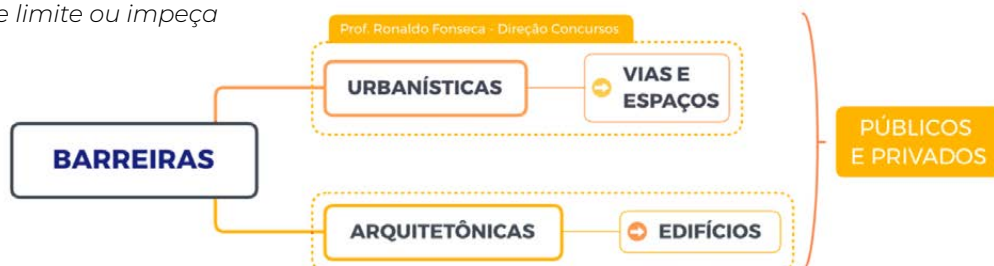 e limite ou impeça
Prof. Ronaldo Fonseca - Direção Concursos
URBANÍSTICAS
VIAS E
ESPAÇOS
BARREIRAS
PÚBLICOS
E PRIVADOS
ARQUITETÔNICAS
EDIFÍCIOS